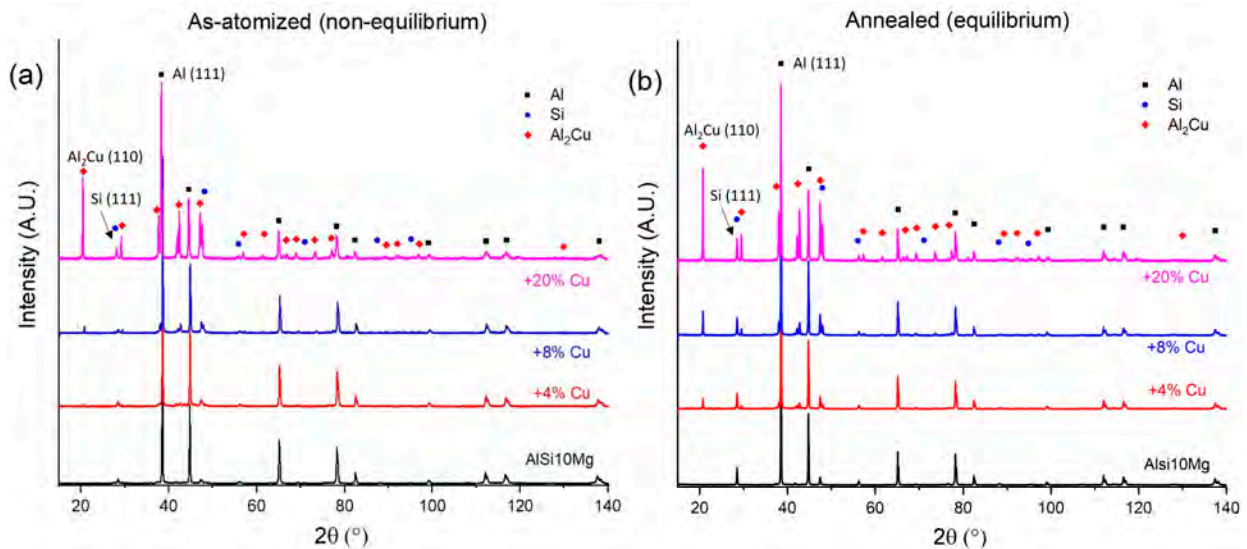 As-atomized (non-equilibrium)
(a)
Al (111)
Al
Si
Al₂Cu
Al₂Cu (110)
Si (111)
Intensity (A.U.)
+20% Cu
+8% Cu
+4% Cu
AlSi10Mg
20 40 60 80 100 120 140
2θ (°)
Annealed (equilibrium)
(b)
Al (111)
Al
Si
Al₂Cu
Al₂Cu (110)
Si (111)
Intensity (A.U.)
+20% Cu
+8% Cu
+4% Cu
Alsi10Mg
20 40 60 80 100 120 140
2θ (°)